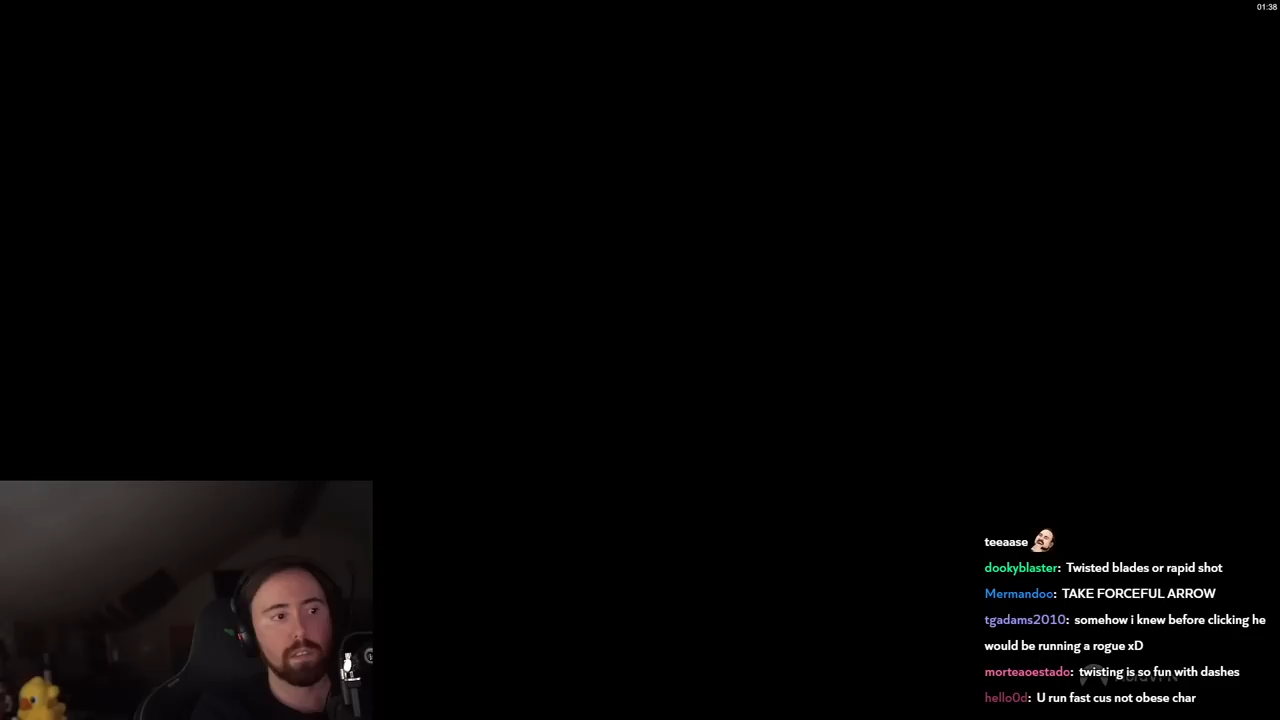 01:38
teeaase
dookyblaster: Twisted blades or rapid shot
Mermandoo: TAKE FORCEFUL ARROW
tgadams2010: somehow i knew before clicking he
would be running a rogue xD
morteaoestado: twisting is so fun with dashes
hello0d: U run fast cus not obese char